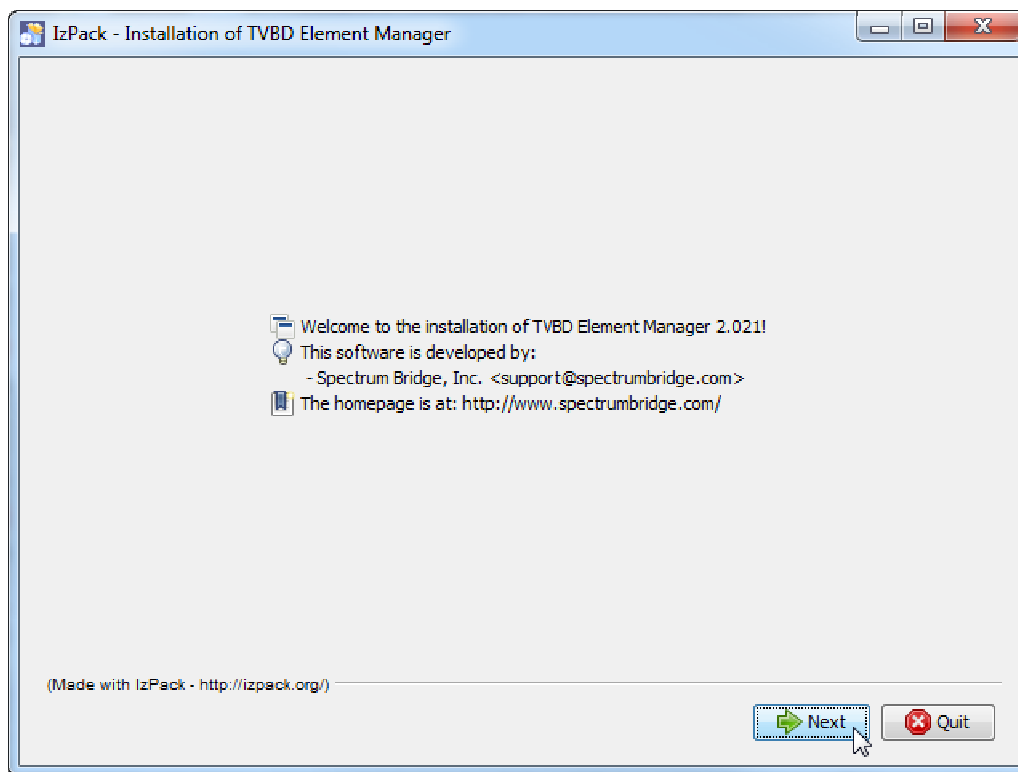 IzPack - Installation of TVBD Element Manager
Welcome to the installation of TVBD Element Manager 2.021!
This software is developed by:
- Spectrum Bridge, Inc. <support@spectrumbridge.com>
The homepage is at: http://www.spectrumbridge.com/
(Made with IzPack - http://izpack.org/)
Next Quit